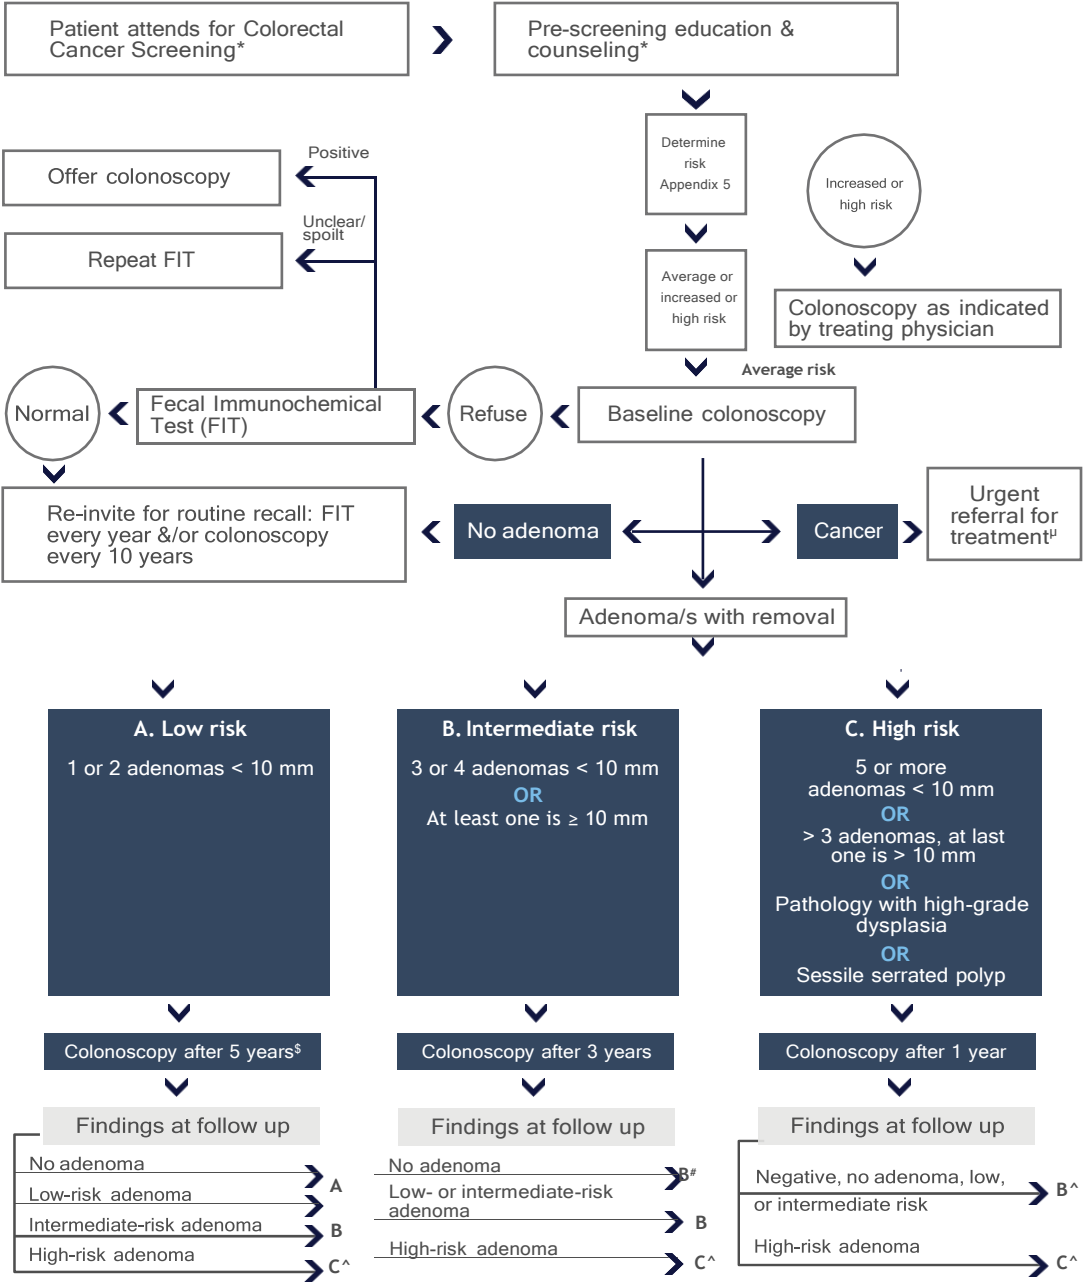 Patient attends for Colorectal
Cancer Screening*
Pre-screening education &
counseling*
Determine
risk
Appendix 5
Increased or
high risk
Positive
Offer colonoscopy
Unclear/
spoilt
Repeat FIT
Average or
increased or
high risk
Colonoscopy as indicated
by treating physician
Average risk
Normal
Fecal Immunochemical
Test (FIT)
Refuse
Baseline colonoscopy
Re-invite for routine recall: FIT
every year &/or colonoscopy
every 10 years
No adenoma
Cancer
Urgent
referral for
treatmentµ
Adenoma/s with removal
A. Low risk
1 or 2 adenomas < 10 mm
B. Intermediate risk
3 or 4 adenomas < 10 mm
OR
At least one is ≥ 10 mm
C. High risk
5 or more
adenomas < 10 mm
OR
> 3 adenomas, at last
one is > 10 mm
OR
Pathology with high-grade
dysplasia
OR
Sessile serrated polyp
Colonoscopy after 5 years$
Colonoscopy after 3 years
Colonoscopy after 1 year
Findings at follow up
No adenoma
Low-risk adenoma
A
Intermediate-risk adenoma
B
High-risk adenoma
C^
Findings at follow up
No adenoma
B#
Low- or intermediate-risk
adenoma
B
High-risk adenoma
C^
Findings at follow up
Negative, no adenoma, low,
or intermediate risk
B^
High-risk adenoma
C^